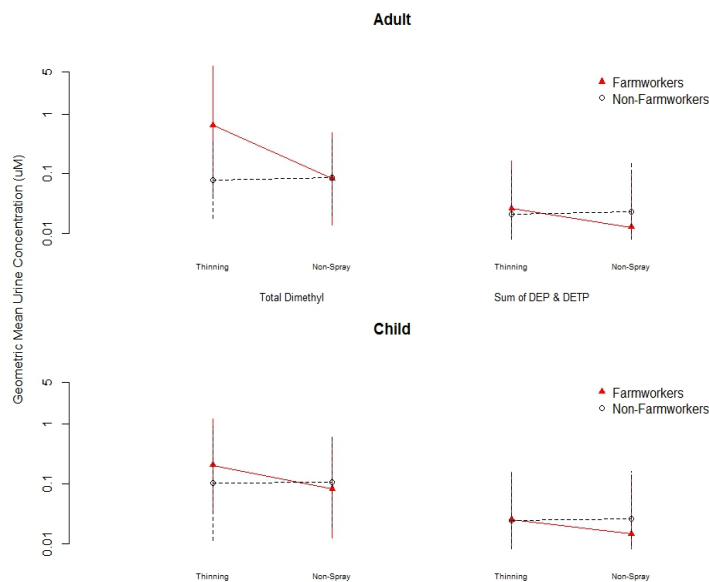 Adult
Geometric Mean Urine Concentration (uM)
5
1
0.1
0.01
Farmworkers
Non-Farmworkers
Thinning
Non-Spray
Thinning
Non-Spray
Total Dimethyl
Sum of DEP & DETP
Child
5
1
0.1
0.01
Farmworkers
Non-Farmworkers
Thinning
Non-Spray
Thinning
Non-Spray